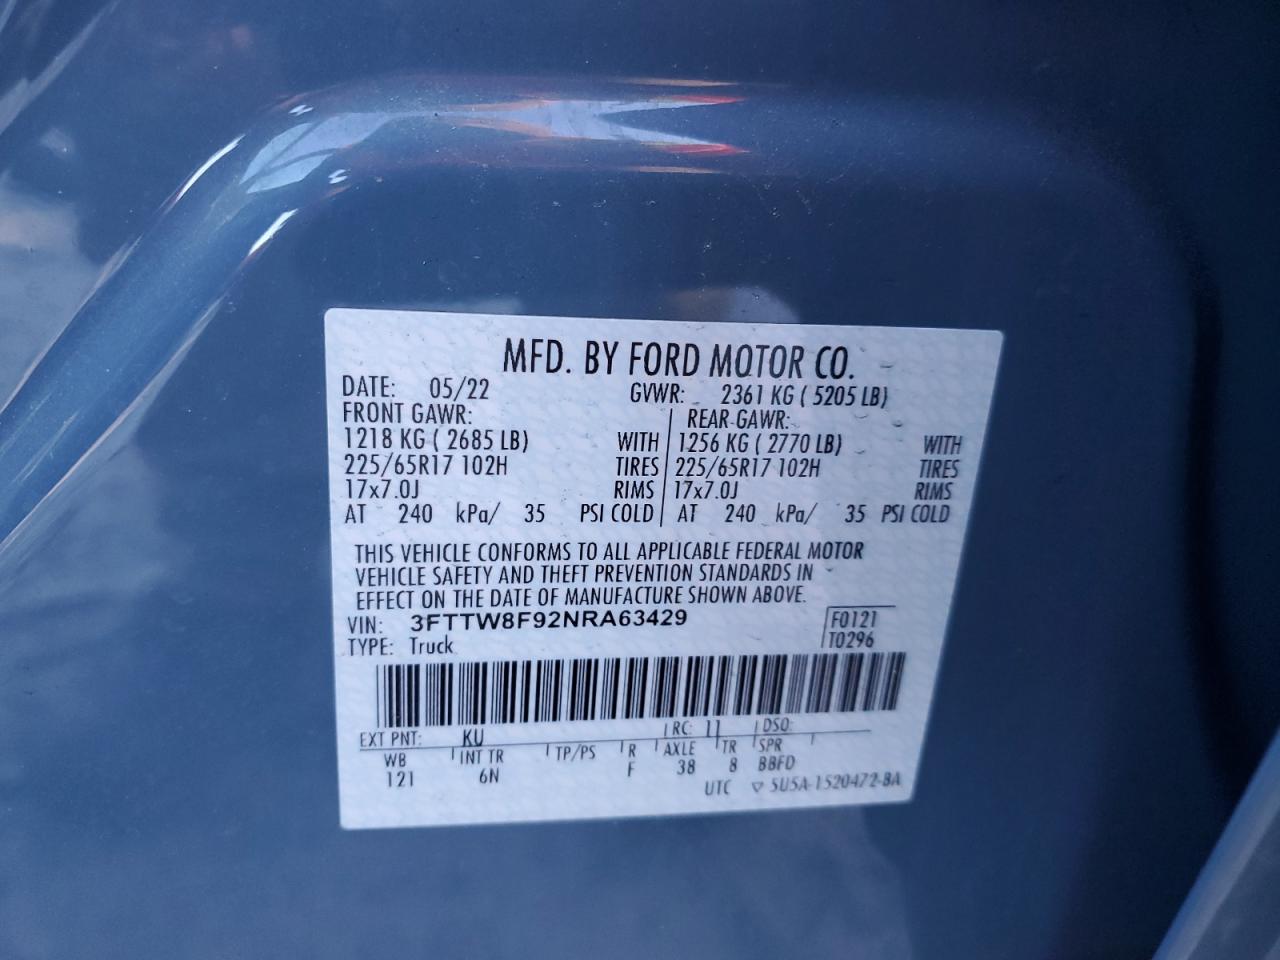 MFD. BY FORD MOTOR CO.
DATE: 05/22 GVWR: 2361 KG ( 5205 LB)
FRONT GAWR: REAR GAWR:
1218 KG ( 2685 LB) WITH 1256 KG ( 2770 LB) WITH
225/65R17 102H TIRES 225/65R17 102H TIRES
17x7.0J RIMS 17x7.0J RIMS
AT 240 kPa/ 35 PSI COLD AT 240 kPa/ 35 PSI COLD
THIS VEHICLE CONFORMS TO ALL APPLICABLE FEDERAL MOTOR
VEHICLE SAFETY AND THEFT PREVENTION STANDARDS IN
EFFECT ON THE DATE OF MANUFACTURE SHOWN ABOVE.
VIN: 3FTTW8F92NRA63429 F0121
TYPE: Truck T0296
EXT PNT: KU RC: 11 DSO:
WB INT TR TP/PS R AXLE TR SPR
121 6N F 38 8 BBFD
UTC ▽ 5U5A-1520472-BA